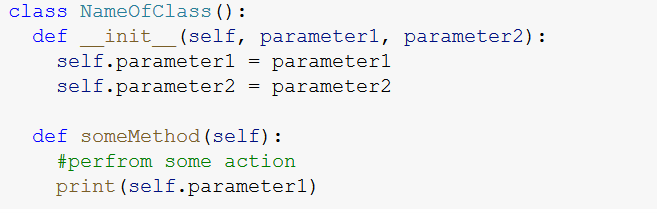 class NameOfClass():
  def __init__(self, parameter1, parameter2):
    self.parameter1 = parameter1
    self.parameter2 = parameter2

  def someMethod(self):
    #perfrom some action
    print(self.parameter1)